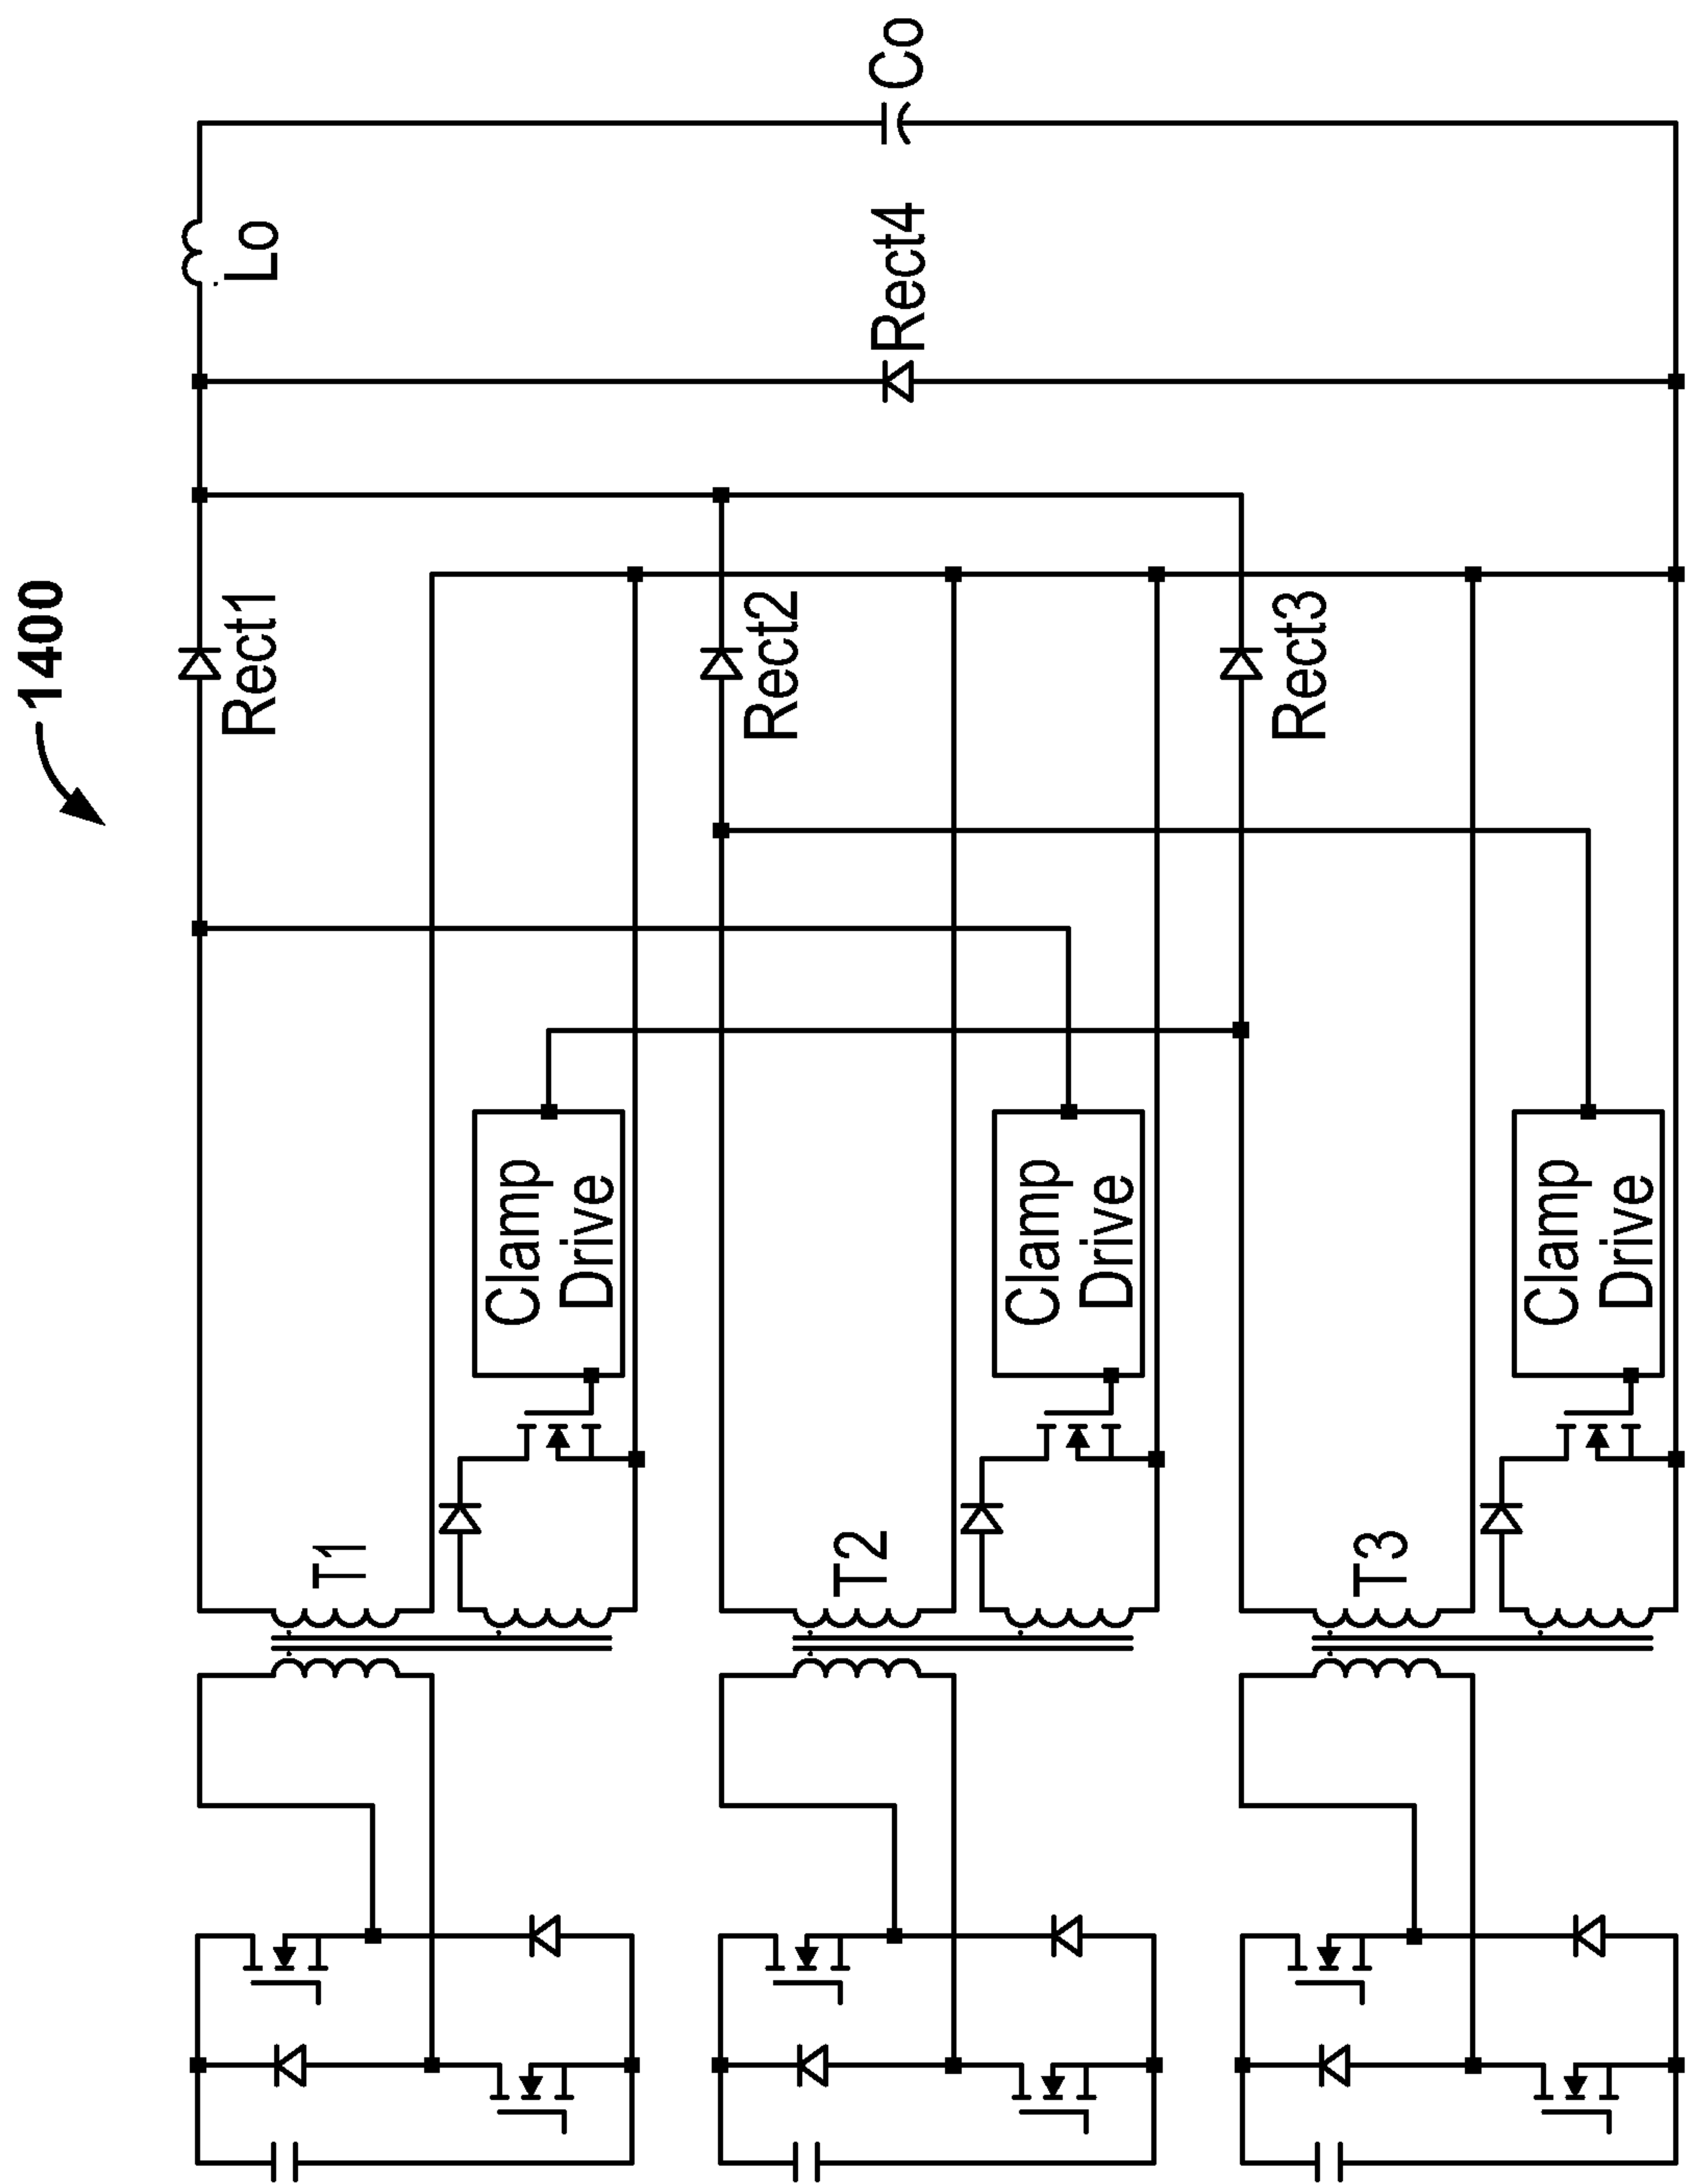 1400
Co
Lo
Rect4
Rect1
Rect2
Rect3
Clamp
Drive
Clamp
Drive
Clamp
Drive
T1
T2
T3